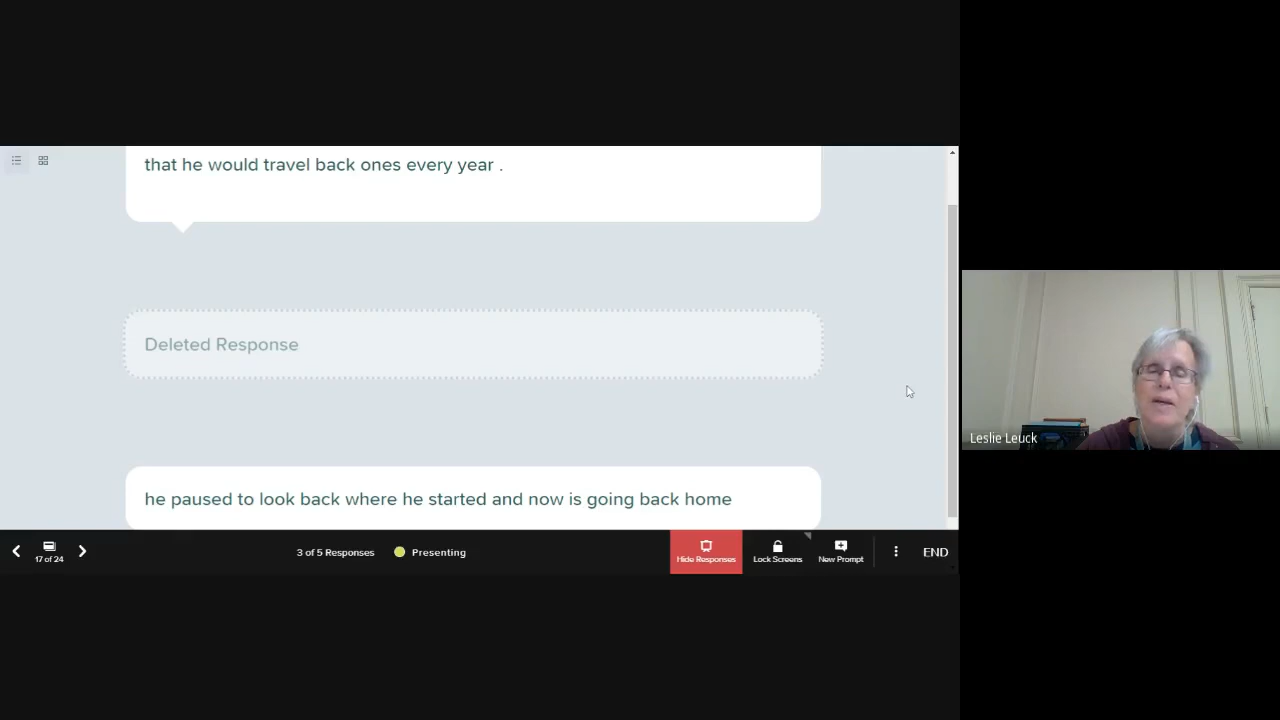 that he would travel back ones every year .
Deleted Response
he paused to look back where he started and now is going back home
Leslie Leuck
17 of 24
3 of 5 Responses
Presenting
Hide Responses
Lock Screens
New Prompt
END